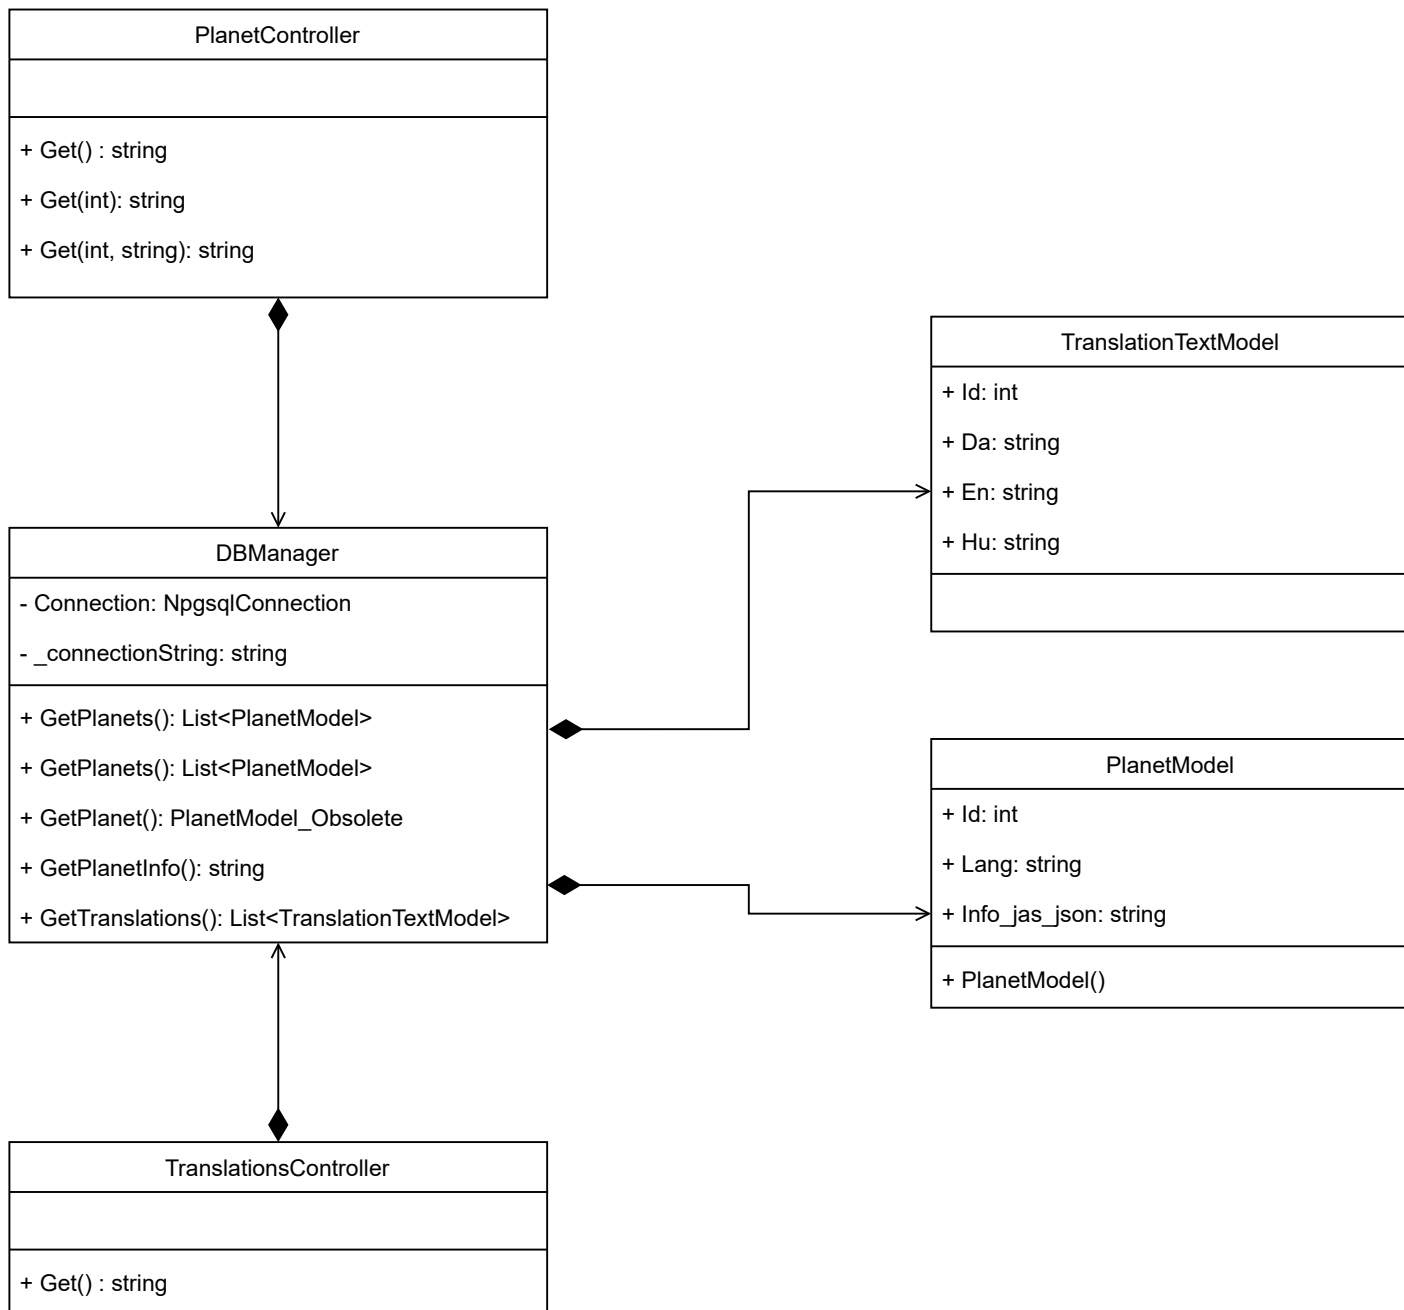 PlanetController
+ Get() : string
+ Get(int): string
+ Get(int, string): string
TranslationTextModel
+ Id: int
+ Da: string
+ En: string
+ Hu: string
DBManager
- Connection: NpgsqlConnection
- _connectionString: string
+ GetPlanets(): List<PlanetModel>
+ GetPlanets(): List<PlanetModel>
+ GetPlanet(): PlanetModel_Obsolete
+ GetPlanetInfo(): string
+ GetTranslations(): List<TranslationTextModel>
PlanetModel
+ Id: int
+ Lang: string
+ Info_jas_json: string
+ PlanetModel()
TranslationsController
+ Get() : string